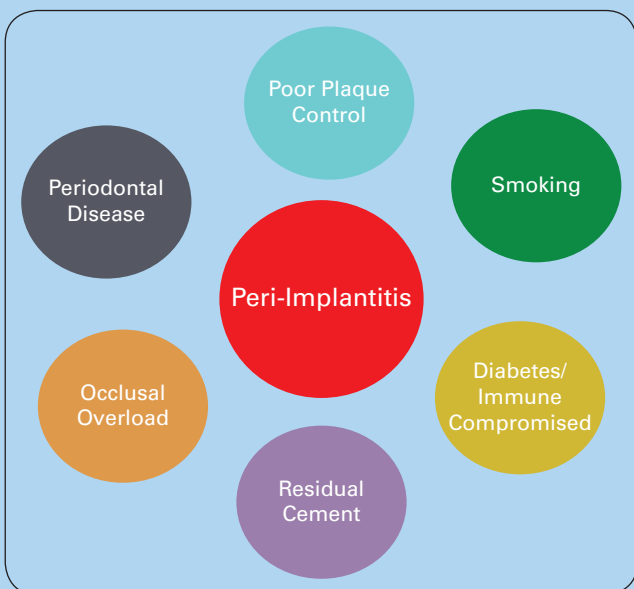 Poor Plaque
Control
Periodontal
Disease
Smoking
Peri-Implantitis
Occlusal
Overload
Diabetes/
Immune
Compromised
Residual
Cement